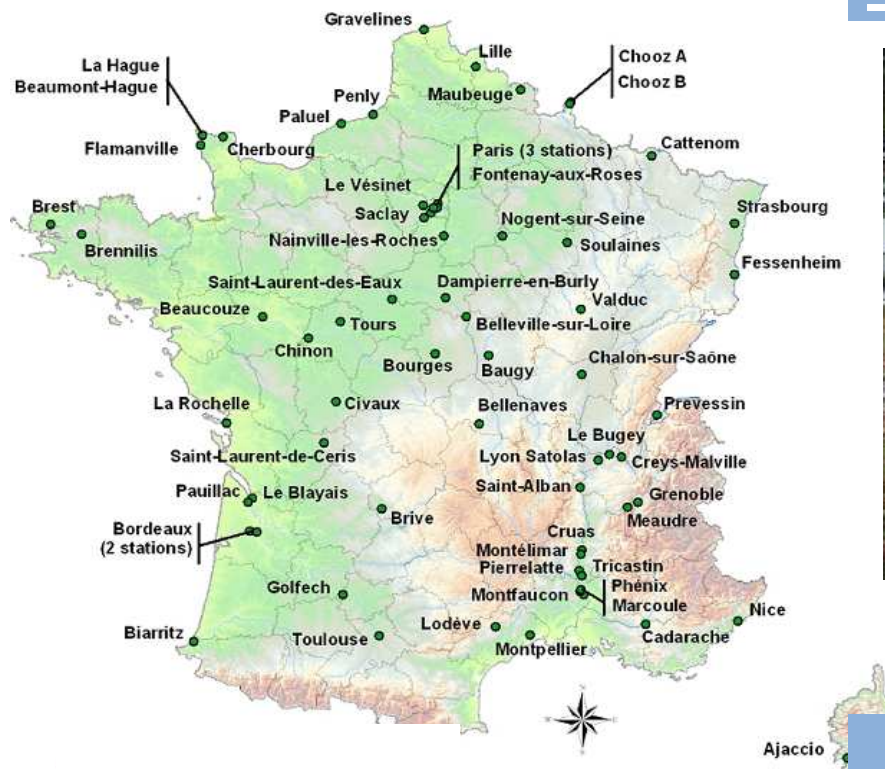 Gravelines
Lille
Chooz A
Chooz B
La Hague
Beaumont-Hague
Maubeuge
Penly
Paluel
Flamanville
Cherbourg
Cattenom
Paris (3 stations)
Fontenay-aux-Roses
Le Vésinet
Saclay
Brest
Brennilis
Nainville-les-Roches
Nogent-sur-Seine
Soulaines
Strasbourg
Fessenheim
Saint-Laurent-des-Eaux
Dampierre-en-Burly
Valduc
Beaucouze
Tours
Belleville-sur-Loire
Chinon
Bourges
Baugy
Chalon-sur-Saône
La Rochelle
Civaux
Bellenaves
Prevessin
Le Bugey
Saint-Laurent-de-Ceris
Lyon Satolas
Creys-Malville
Pauillac
Le Blayais
Saint-Alban
Grenoble
Meaudre
Brive
Bordeaux
(2 stations)
Cruas
Montélimar
Pierrelatte
Tricastin
Golfech
Montfaucon
Phénix
Marcoule
Nice
Biarritz
Toulouse
Lodève
Montpellier
Cadarache
Ajaccio